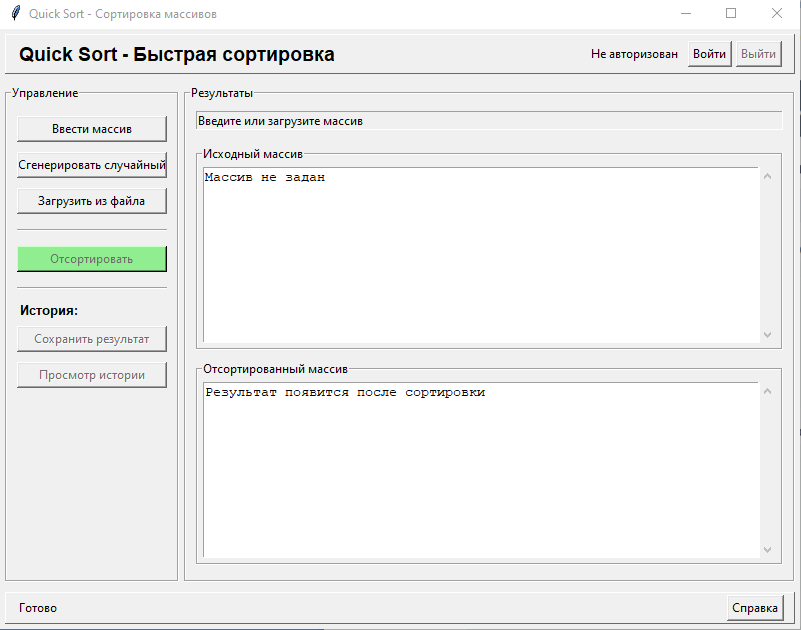 Quick Sort - Сортировка массивов
Quick Sort - Быстрая сортировка
Не авторизован
Войти
Выйти
Управление
Ввести массив
Сгенерировать случайный
Загрузить из файла
Отсортировать
История:
Сохранить результат
Просмотр истории
Результаты
Введите или загрузите массив
Исходный массив
Массив не задан
Отсортированный массив
Результат появится после сортировки
Готово
Справка